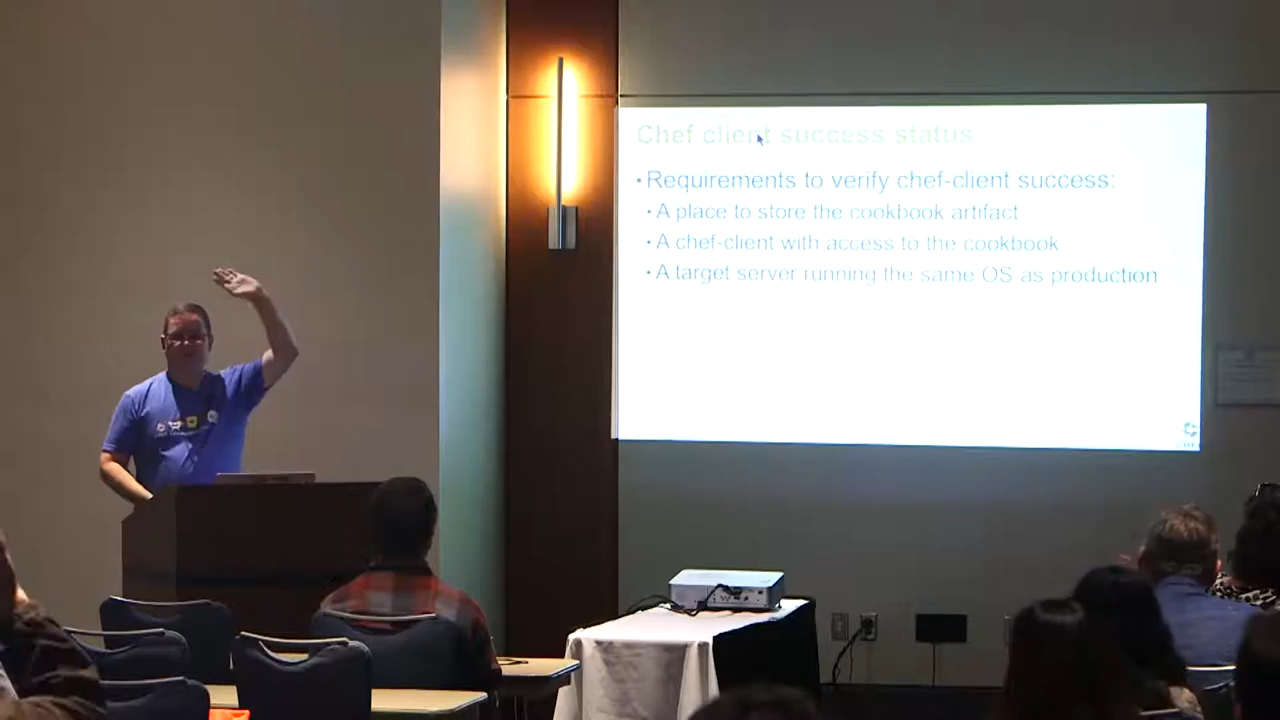 Chef client success status
• Requirements to verify chef-client success:
• A place to store the cookbook artifact
• A chef-client with access to the cookbook
• A target server running the same OS as production
CHEF